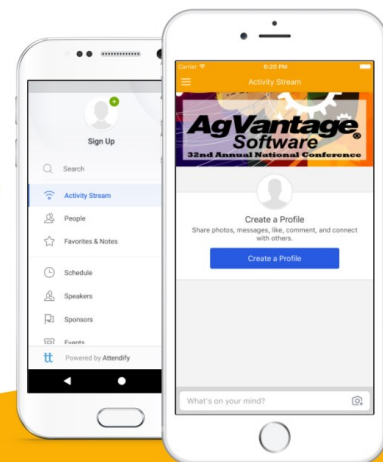 Sign Up
Search
Activity Stream
People
Favorites & Notes
Schedule
Speakers
Sponsors
Events
Powered by Attendify
Carrier 6:20 PM
Activity Stream
AgVantage
Software
32nd Annual National Conference
Create a Profile
Share photos, messages, like, comment, and connect
with others.
Create a Profile
What's on your mind?